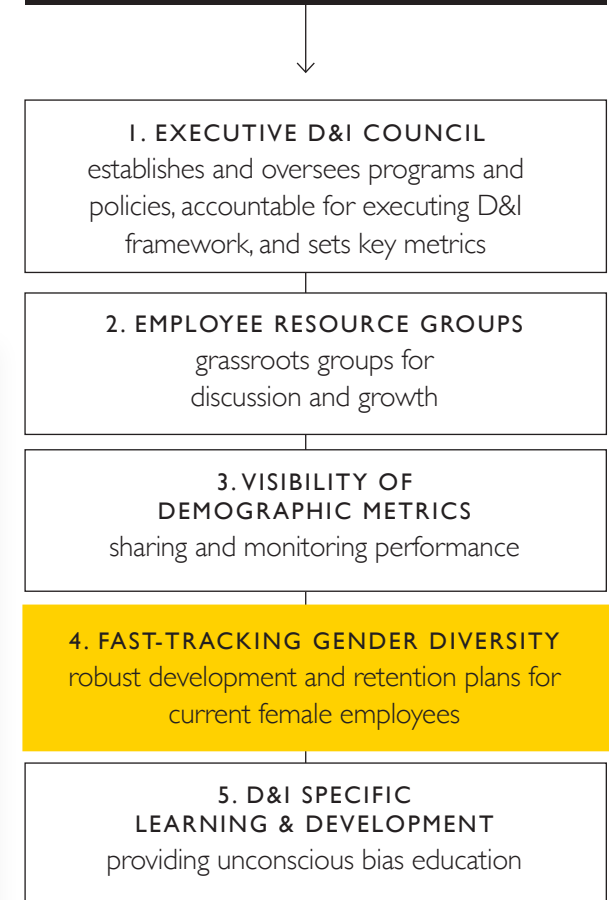 1. EXECUTIVE D&I COUNCIL
establishes and oversees programs and
policies, accountable for executing D&I
framework, and sets key metrics
2. EMPLOYEE RESOURCE GROUPS
grassroots groups for
discussion and growth
3. VISIBILITY OF
DEMOGRAPHIC METRICS
sharing and monitoring performance
4. FAST-TRACKING GENDER DIVERSITY
robust development and retention plans for
current female employees
5. D&I SPECIFIC
LEARNING & DEVELOPMENT
providing unconscious bias education